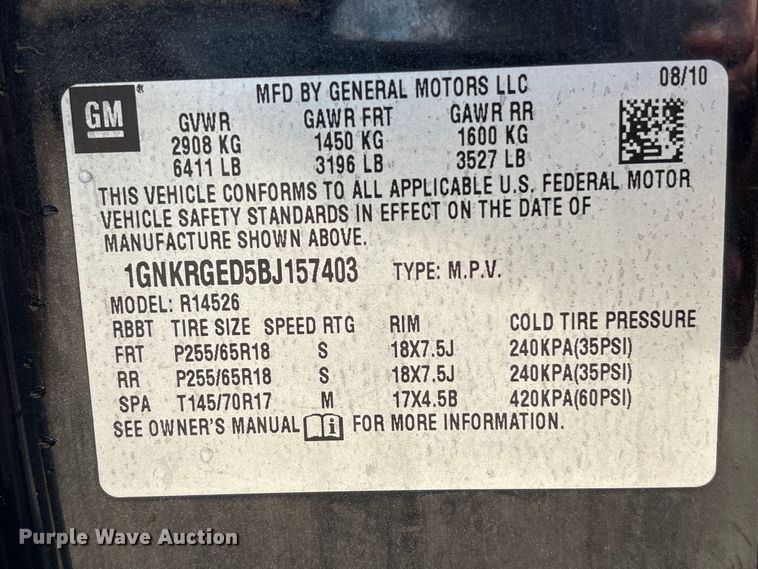 GM
MFD BY GENERAL MOTORS LLC 08/10
GVWR GAWR FRT GAWR RR
2908 KG 1450 KG 1600 KG
6411 LB 3196 LB 3527 LB
THIS VEHICLE CONFORMS TO ALL APPLICABLE U.S. FEDERAL MOTOR
VEHICLE SAFETY STANDARDS IN EFFECT ON THE DATE OF
MANUFACTURE SHOWN ABOVE.
1GNKRGED5BJ157403 TYPE: M.P.V.
MODEL: R14526
RBBT TIRE SIZE SPEED RTG RIM COLD TIRE PRESSURE
FRT P255/65R18 S 18X7.5J 240KPA(35PSI)
RR P255/65R18 S 18X7.5J 240KPA(35PSI)
SPA T145/70R17 M 17X4.5B 420KPA(60PSI)
SEE OWNER'S MANUAL FOR MORE INFORMATION.
Purple Wave Auction